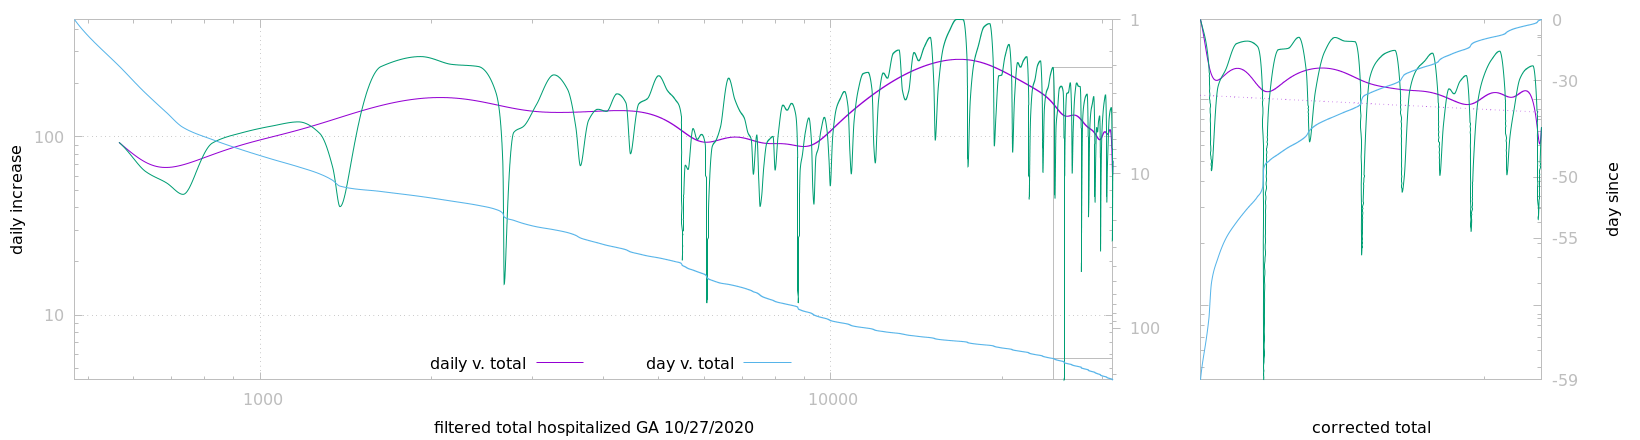 daily increase
100
10
1000
10000
daily v. total
day v. total
1
10
100
filtered total hospitalized GA 10/27/2020
0
-30
-50
-55
-59
day since
corrected total